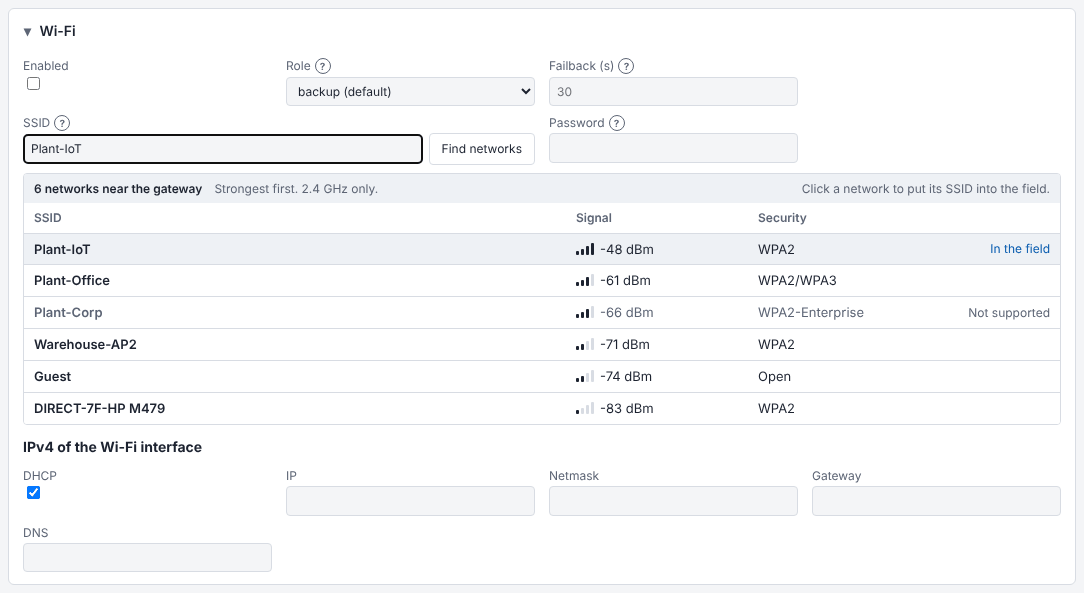 ▼ Wi-Fi
Enabled
Role ?
Failback (s) ?
backup (default)
30
SSID ?
Password ?
Plant-IoT
Find networks
6 networks near the gateway Strongest first. 2.4 GHz only. Click a network to put its SSID into the field.
SSID Signal Security
Plant-IoT -48 dBm WPA2 In the field
Plant-Office -61 dBm WPA2/WPA3
Plant-Corp -66 dBm WPA2-Enterprise Not supported
Warehouse-AP2 -71 dBm WPA2
Guest -74 dBm Open
DIRECT-7F-HP M479 -83 dBm WPA2
IPv4 of the Wi-Fi interface
DHCP IP Netmask Gateway
DNS